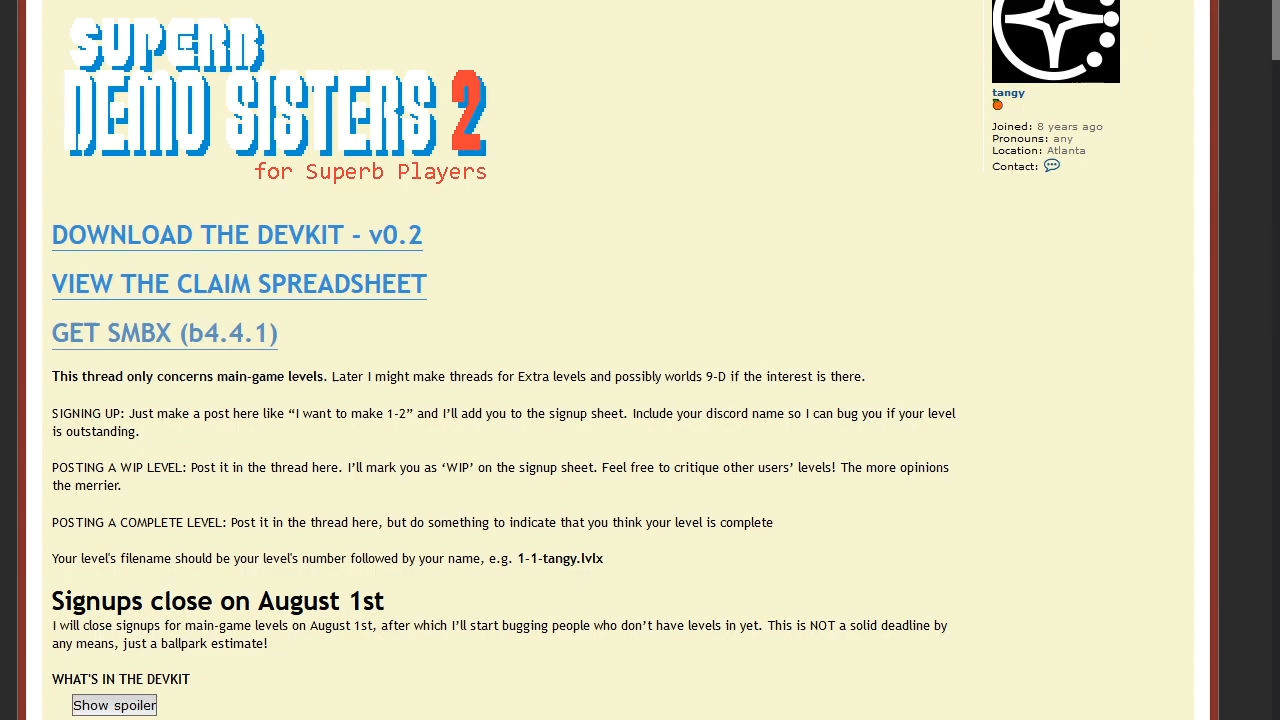 SUPERB
DEMO SISTERS 2
for Superb Players
tangy
Joined: 8 years ago
Pronouns: any
Location: Atlanta
Contact:
DOWNLOAD THE DEVKIT - v0.2
VIEW THE CLAIM SPREADSHEET
GET SMBX (b4.4.1)
This thread only concerns main-game levels. Later I might make threads for Extra levels and possibly worlds 9-D if the interest is there.
SIGNING UP: Just make a post here like “I want to make 1-2” and I’ll add you to the signup sheet. Include your discord name so I can bug you if your level
is outstanding.
POSTING A WIP LEVEL: Post it in the thread here. I’ll mark you as ‘WIP’ on the signup sheet. Feel free to critique other users’ levels! The more opinions
the merrier.
POSTING A COMPLETE LEVEL: Post it in the thread here, but do something to indicate that you think your level is complete
Your level's filename should be your level's number followed by your name, e.g. 1-1-tangy.lvlx
Signups close on August 1st
I will close signups for main-game levels on August 1st, after which I’ll start bugging people who don’t have levels in yet. This is NOT a solid deadline by
any means, just a ballpark estimate!
WHAT'S IN THE DEVKIT
Show spoiler